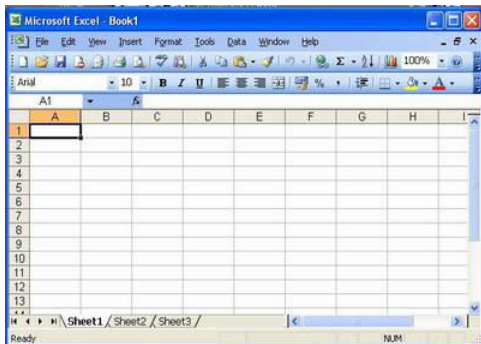 Microsoft Excel - Book1
File Edit View Insert Format Tools Data Window Help
Σ 100%
Arial 10 B I U % ,
A1 fx
A B C D E F G H I
1
2
3
4
5
6
7
8
9
10
11
12
13
Sheet1 / Sheet2 / Sheet3 /
Ready NUM